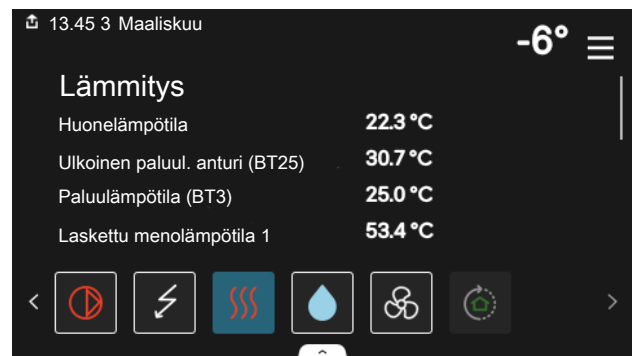 13.45 3 Maaliskuu
-6°
Lämmitys
Huonelämpötila 22.3 °C
Ulkoinen paluul. anturi (BT25) 30.7 °C
Paluulämpötila (BT3) 25.0 °C
Laskettu menolämpötila 1 53.4 °C